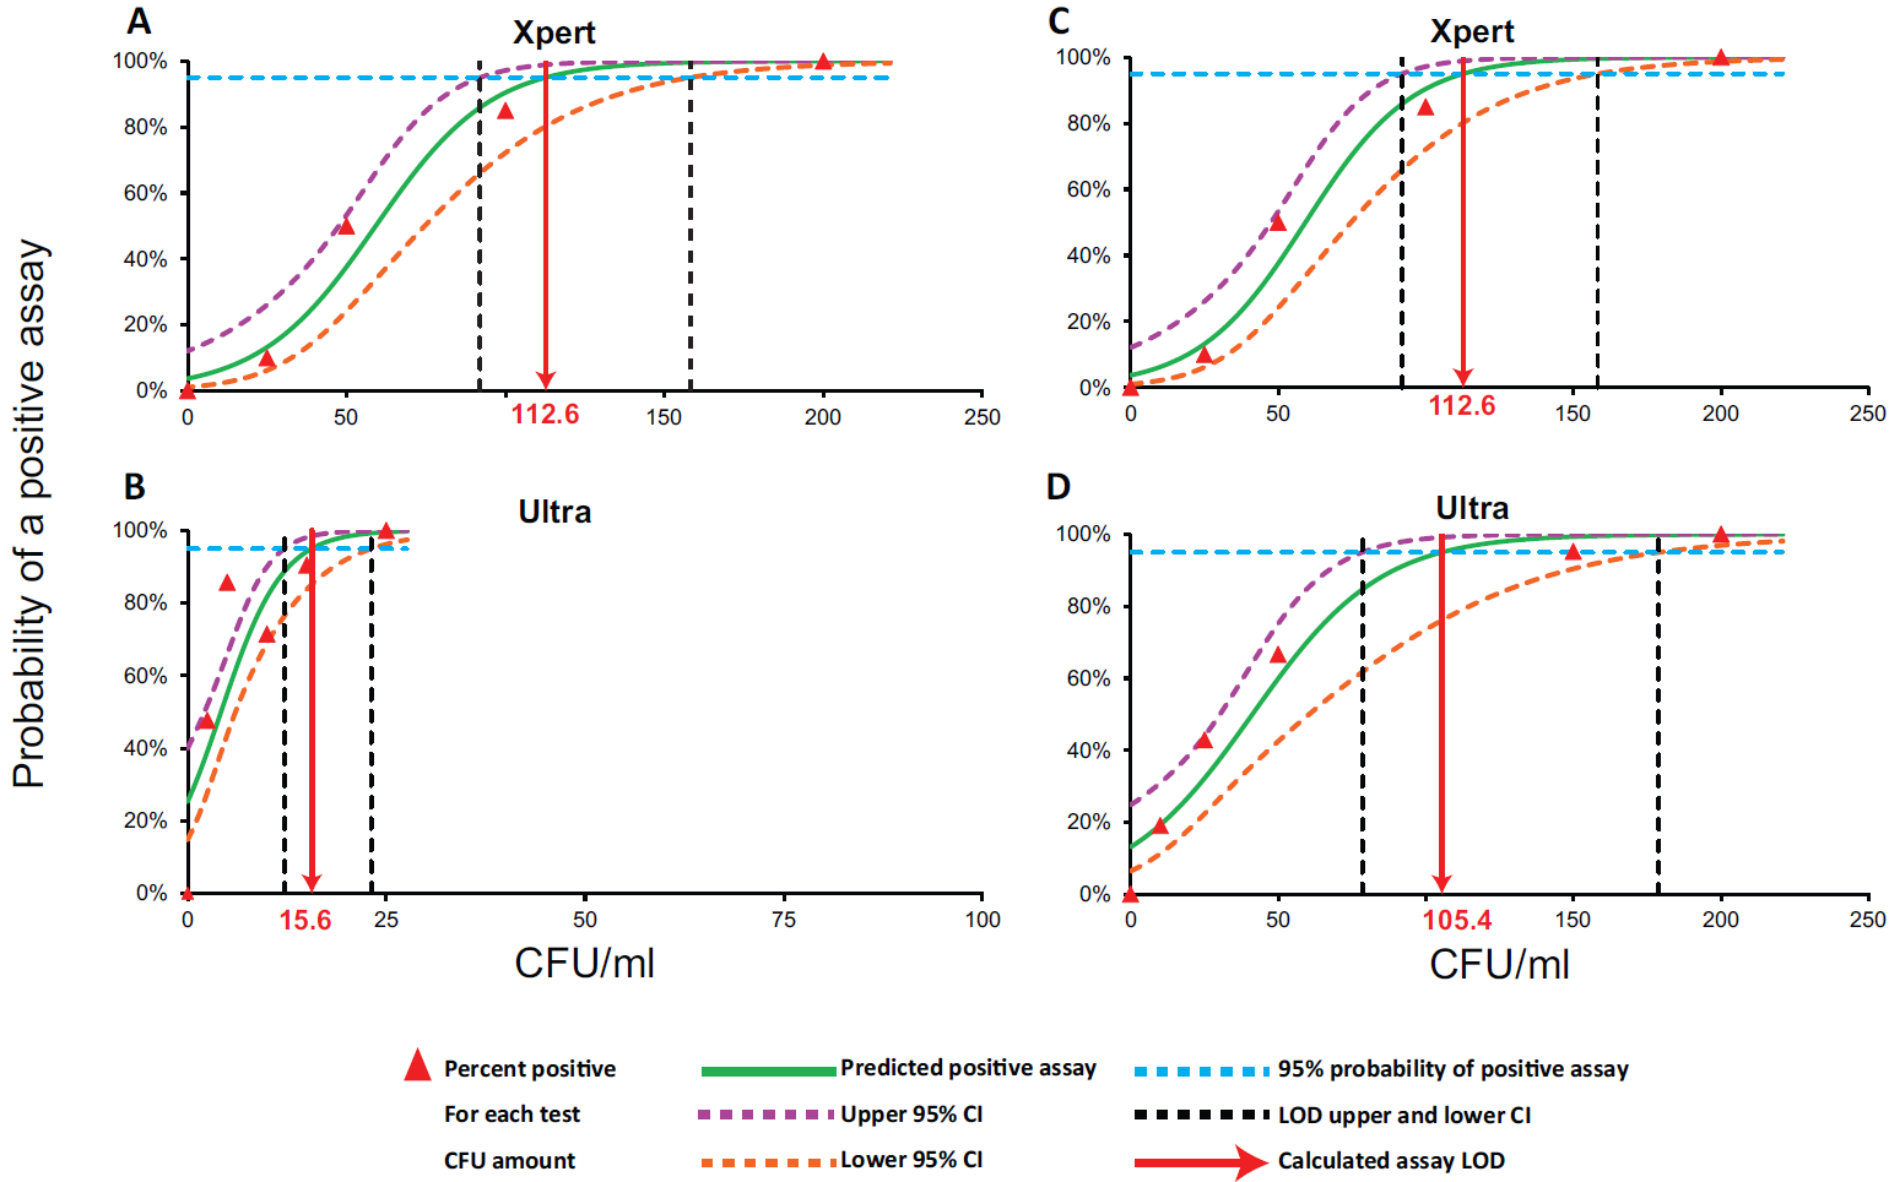 Probability of a positive assay
A
Xpert
100%
80%
60%
40%
20%
0%
0 50 112.6 150 200 250
B
Ultra
100%
80%
60%
40%
20%
0%
0 15.6 25 50 75 100
CFU/ml
C
Xpert
100%
80%
60%
40%
20%
0%
0 50 112.6 150 200 250
D
Ultra
100%
80%
60%
40%
20%
0%
0 50 105.4 150 200 250
CFU/ml
Percent positive
For each test
CFU amount
Predicted positive assay
Upper 95% CI
Lower 95% CI
95% probability of positive assay
LOD upper and lower CI
Calculated assay LOD